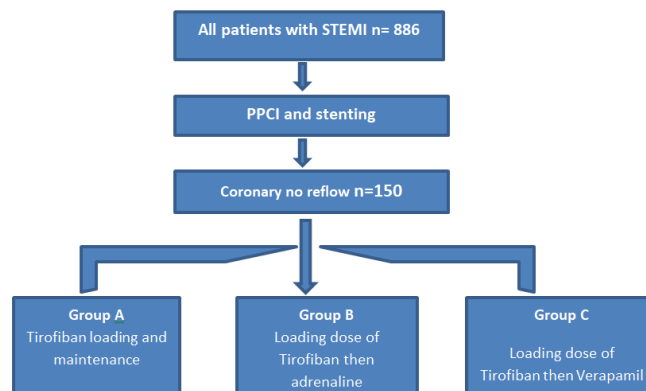 All patients with STEMI n= 886
PPCI and stenting
Coronary no reflow n=150
Group A
Tirofiban loading and
maintenance
Group B
Loading dose of
Tirofiban then
adrenaline
Group C
Loading dose of
Tirofiban then Verapamil